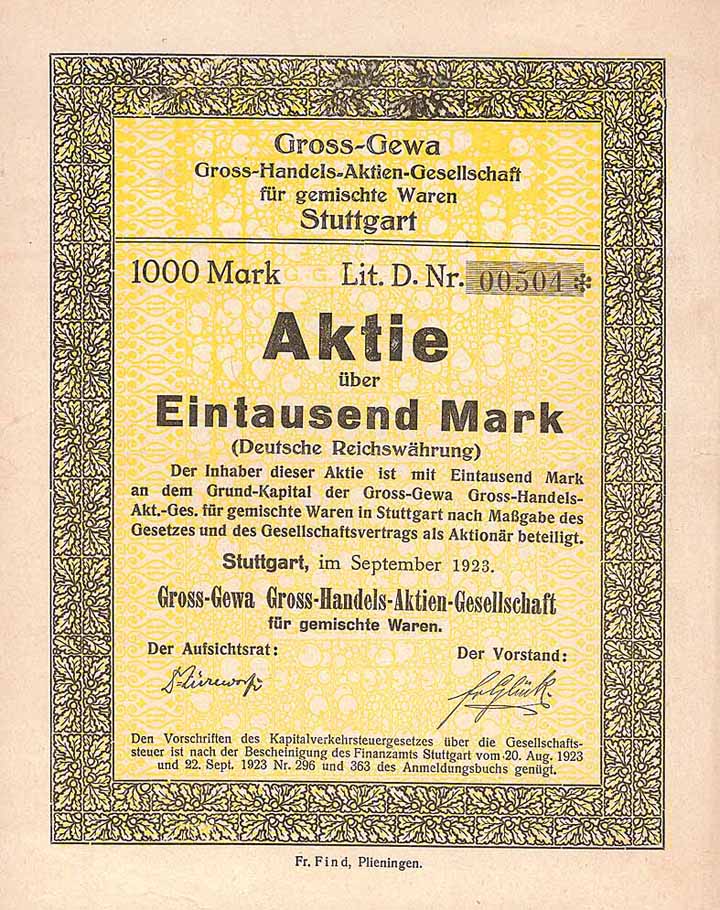 Gross-Gewa
Gross-Handels-Aktien-Gesellschaft
für gemischte Waren
Stuttgart
1000 Mark Lit. D. Nr. 00504 *
Aktie
über
Eintausend Mark
(Deutsche Reichswährung)
Der Inhaber dieser Aktie ist mit Eintausend Mark
an dem Grund-Kapital der Gross-Gewa Gross-Handels-
Akt.-Ges. für gemischte Waren in Stuttgart nach Maßgabe des
Gesetzes und des Gesellschaftsvertrags als Aktionär beteiligt.
Stuttgart, im September 1923.
Gross-Gewa Gross-Handels-Aktien-Gesellschaft
für gemischte Waren.
Der Aufsichtsrat: Der Vorstand:
Glück.
Den Vorschriften des Kapitalverkehrsteuergesetzes über die Gesellschafts-
steuer ist nach der Bescheinigung des Finanzamts Stuttgart vom 20. Aug. 1923
und 22. Sept. 1923 Nr. 296 und 363 des Anmeldungsbuchs genügt.
Fr. Find, Plieningen.